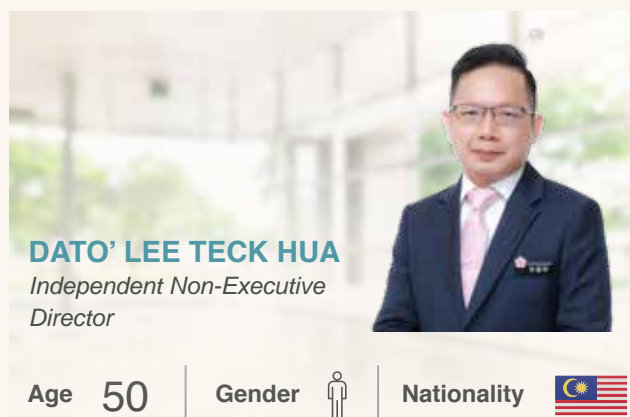 DATO' LEE TECK HUA
Independent Non-Executive
Director
Age 50 Gender Nationality